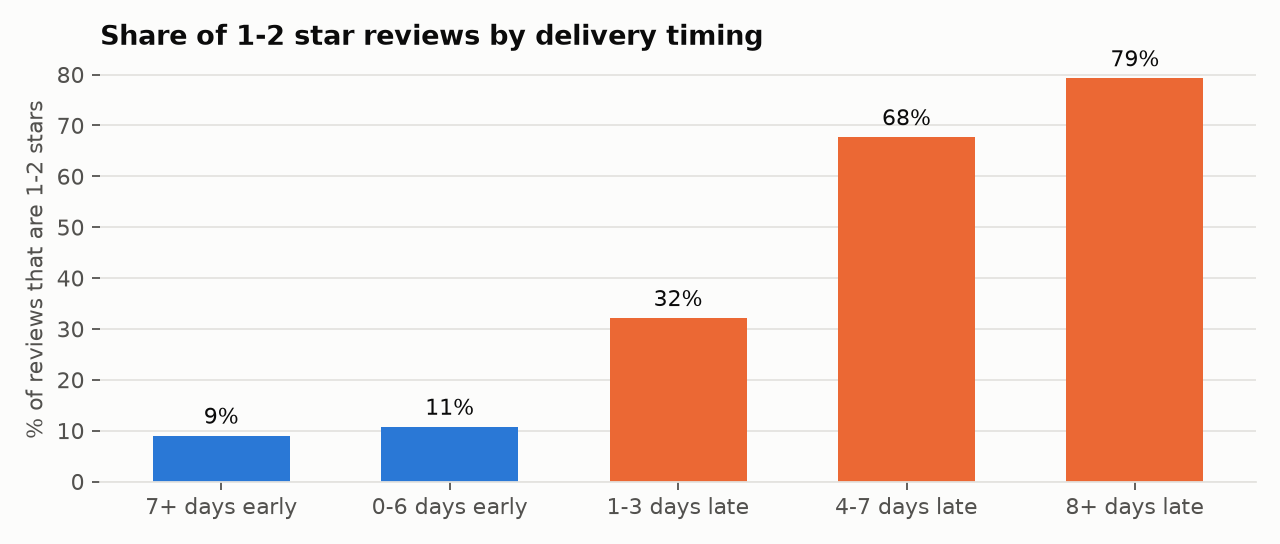 Share of 1-2 star reviews by delivery timing
% of reviews that are 1-2 stars
80
70
60
50
40
30
20
10
0
9%
11%
32%
68%
79%
7+ days early
0-6 days early
1-3 days late
4-7 days late
8+ days late